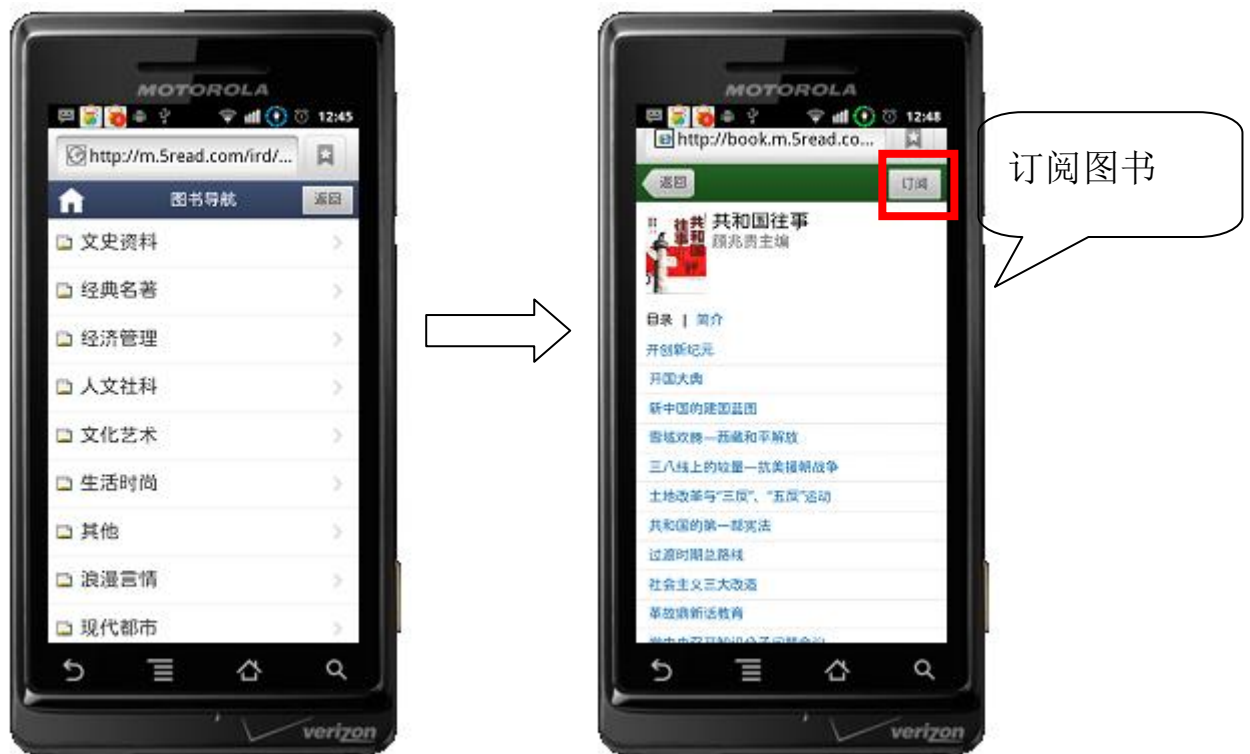 MOTOROLA
12:45
http://m.5read.com/ird/...
图书导航
返回
文史资料
经典名著
经济管理
人文社科
文化艺术
生活时尚
其他
浪漫言情
现代都市
verizon
MOTOROLA
12:48
http://book.m.5read.co...
返回
订阅
共和国往事
顾兆贵主编
目录 | 简介
开创新纪元
开国大典
新中国的建国蓝图
雪域欢腾—西藏和平解放
三八线上的较量—抗美援朝战争
土地改革与“三反”、“五反”运动
共和国的第一部宪法
过渡时期总路线
社会主义三大改造
革故鼎新话教育
verizon
订阅图书